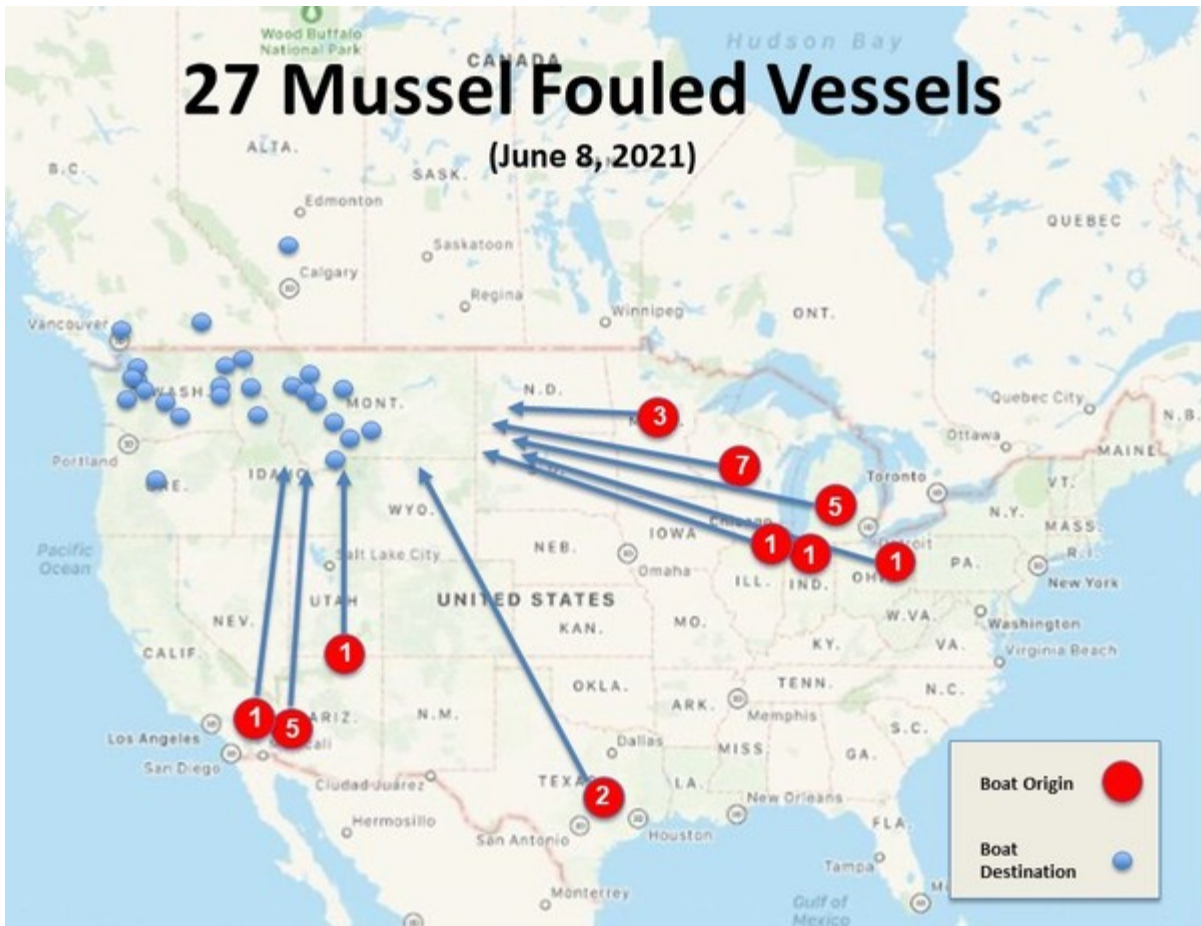 Wood Buffalo
National Park
Hudson Bay
CANADA
27 Mussel Fouled Vessels
(June 8, 2021)
ALTA.
B.C.
SASK.
Edmonton
QUEBEC
Saskatoon
Calgary
Regina
Winnipeg
ONT.
Vancouver
N.D.
WASH.
MONT.
Quebec City
N.B.
3
Ottawa
MAINE
Portland
7
Toronto
IDAHO
ORE.
VT.
5
WYO.
N.Y.
MASS.
Chicago
IOWA
Pacific
Ocean
Salt Lake City
NEB.
Omaha
1
1
1
Detroit
PA.
R.I.
New York
ILL.
IND.
UTAH
UNITED STATES
NEV.
KAN.
MO.
W.VA.
Washington
KY.
VA.
Virginia Beach
CALIF.
1
OKLA.
TENN.
N.C.
ARK.
1
5
ARIZ.
N.M.
Memphis
S.C.
Los Angeles
Dallas
MISS.
GA.
San Diego
Ciudad Juárez
TEXAS
LA.
2
New Orleans
Hermosillo
San Antonio
Houston
FLA.
Tampa
Monterrey
Gulf of
Mexico
Boat Origin
Boat
Destination